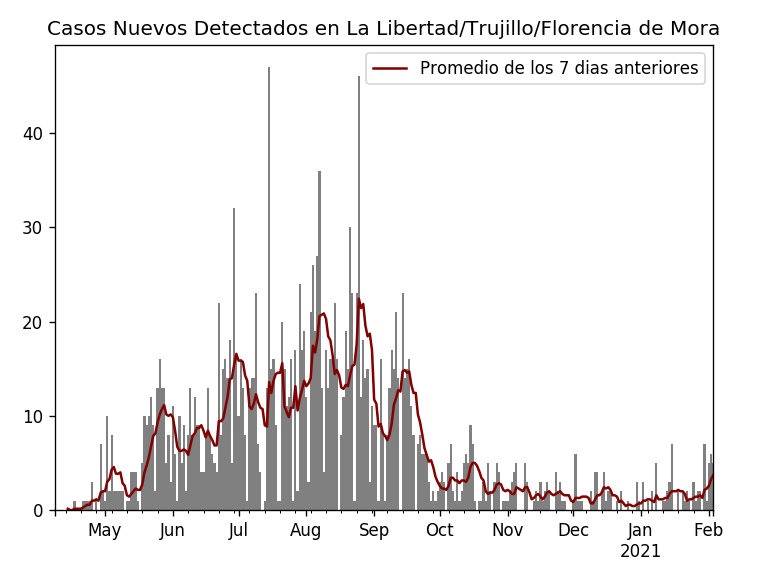 Casos Nuevos Detectados en La Libertad/Trujillo/Florencia de Mora
Promedio de los 7 dias anteriores
40
30
20
10
0
May Jun Jul Aug Sep Oct Nov Dec Jan Feb
2021